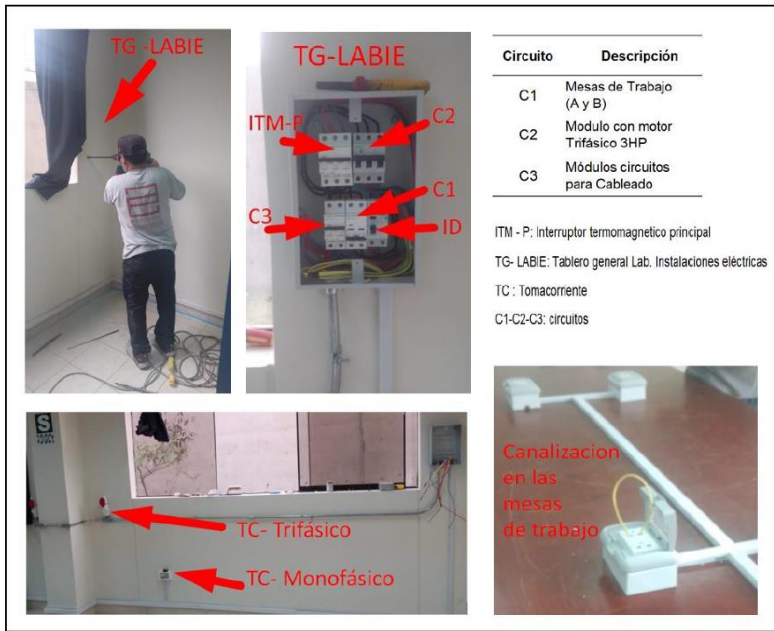 TG -LABIE
TG-LABIE
ITM-P
C2
C1
C3
ID
Circuito Descripción
C1 Mesas de Trabajo
(A y B)
C2 Modulo con motor
Trifásico 3HP
C3 Módulos circuitos
para Cableado
ITM - P: Interruptor termomagnetico principal
TG- LABIE: Tablero general Lab. Instalaciones eléctricas
TC : Tomacorriente
C1-C2-C3: circuitos
S
TC- Trifásico
TC- Monofásico
Canalizacion
en las
mesas
de trabajo